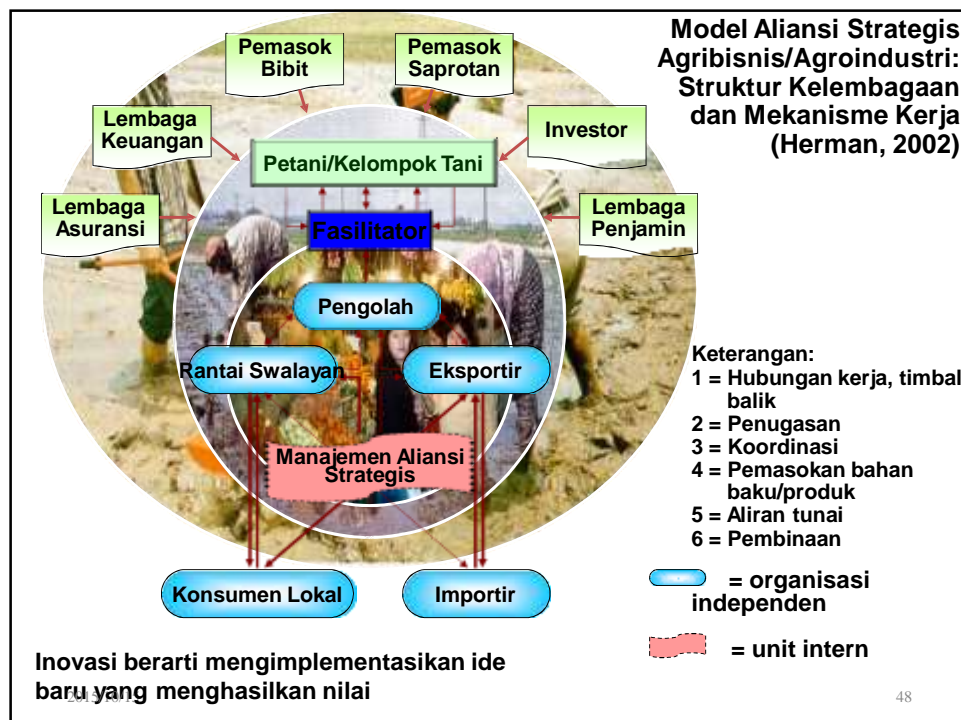 Model Aliansi Strategis
Agribisnis/Agroindustri:
Struktur Kelembagaan
dan Mekanisme Kerja
(Herman, 2002)
Pemasok
Bibit
Pemasok
Saprotan
Lembaga
Keuangan
Investor
Petani/Kelompok Tani
Lembaga
Asuransi
Lembaga
Penjamin
Fasilitator
Pengolah
Rantai Swalayan
Eksportir
Manajemen Aliansi
Strategis
Konsumen Lokal
Importir
Keterangan:
1 = Hubungan kerja, timbal
balik
2 = Penugasan
3 = Koordinasi
4 = Pemasokan bahan
baku/produk
5 = Aliran tunai
6 = Pembinaan
= organisasi
independen
= unit intern
Inovasi berarti mengimplementasikan ide
baru yang menghasilkan nilai
48